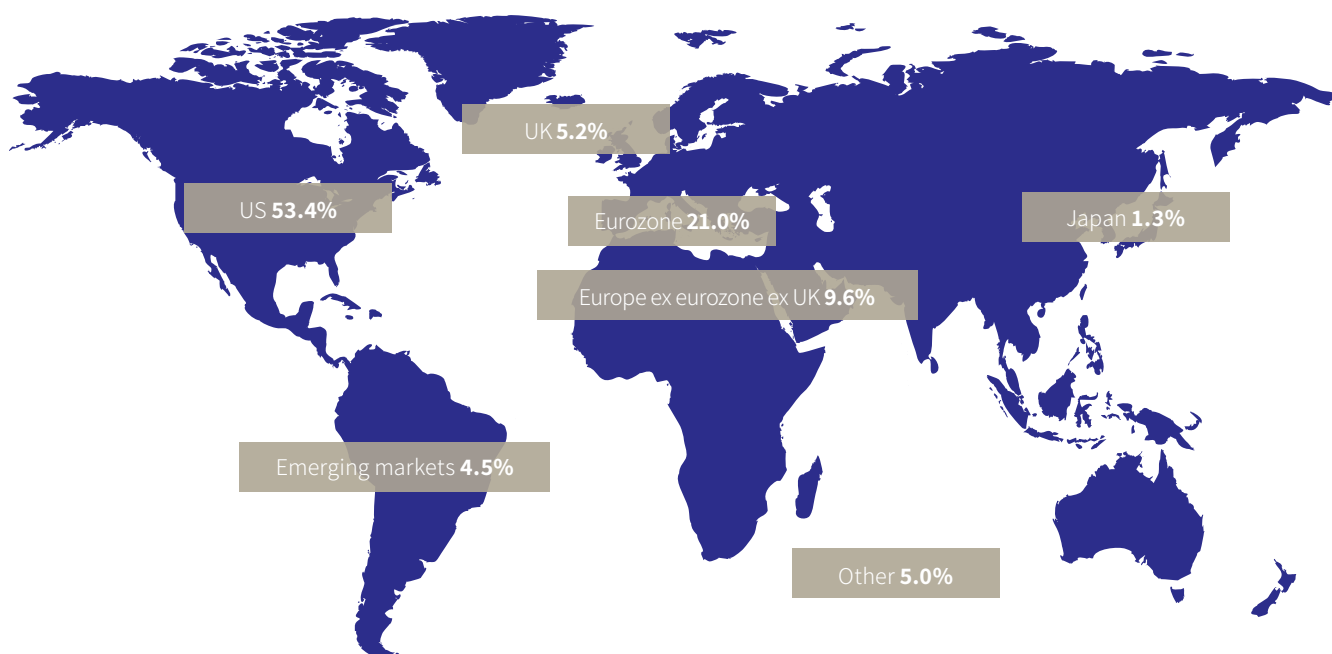 UK 5.2%
US 53.4%
Eurozone 21.0%
Japan 1.3%
Europe ex eurozone ex UK 9.6%
Emerging markets 4.5%
Other 5.0%